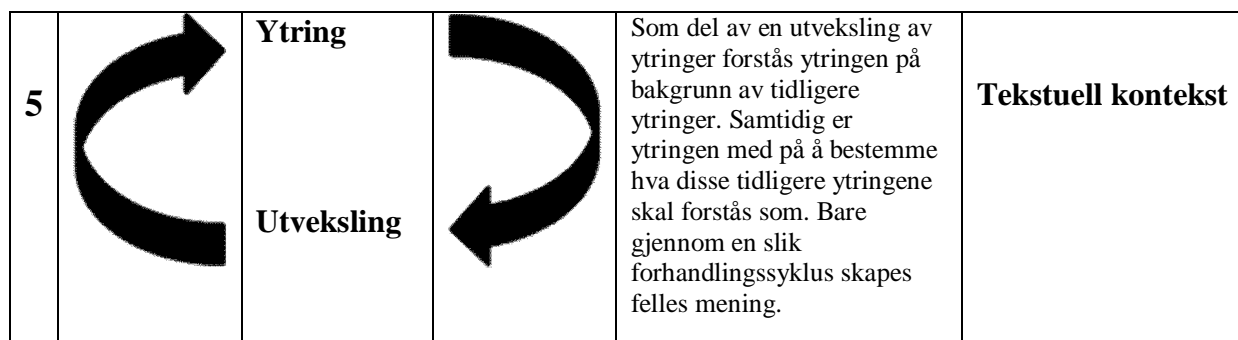 5
Ytring
Utveksling
Som del av en utveksling av
ytringer forstås ytringen på
bakgrunn av tidligere
ytringer. Samtidig er
ytringen med på å bestemme
hva disse tidligere ytringene
skal forstås som. Bare
gjennom en slik
forhandlingssyklus skapes
felles mening.
Tekstuell kontekst